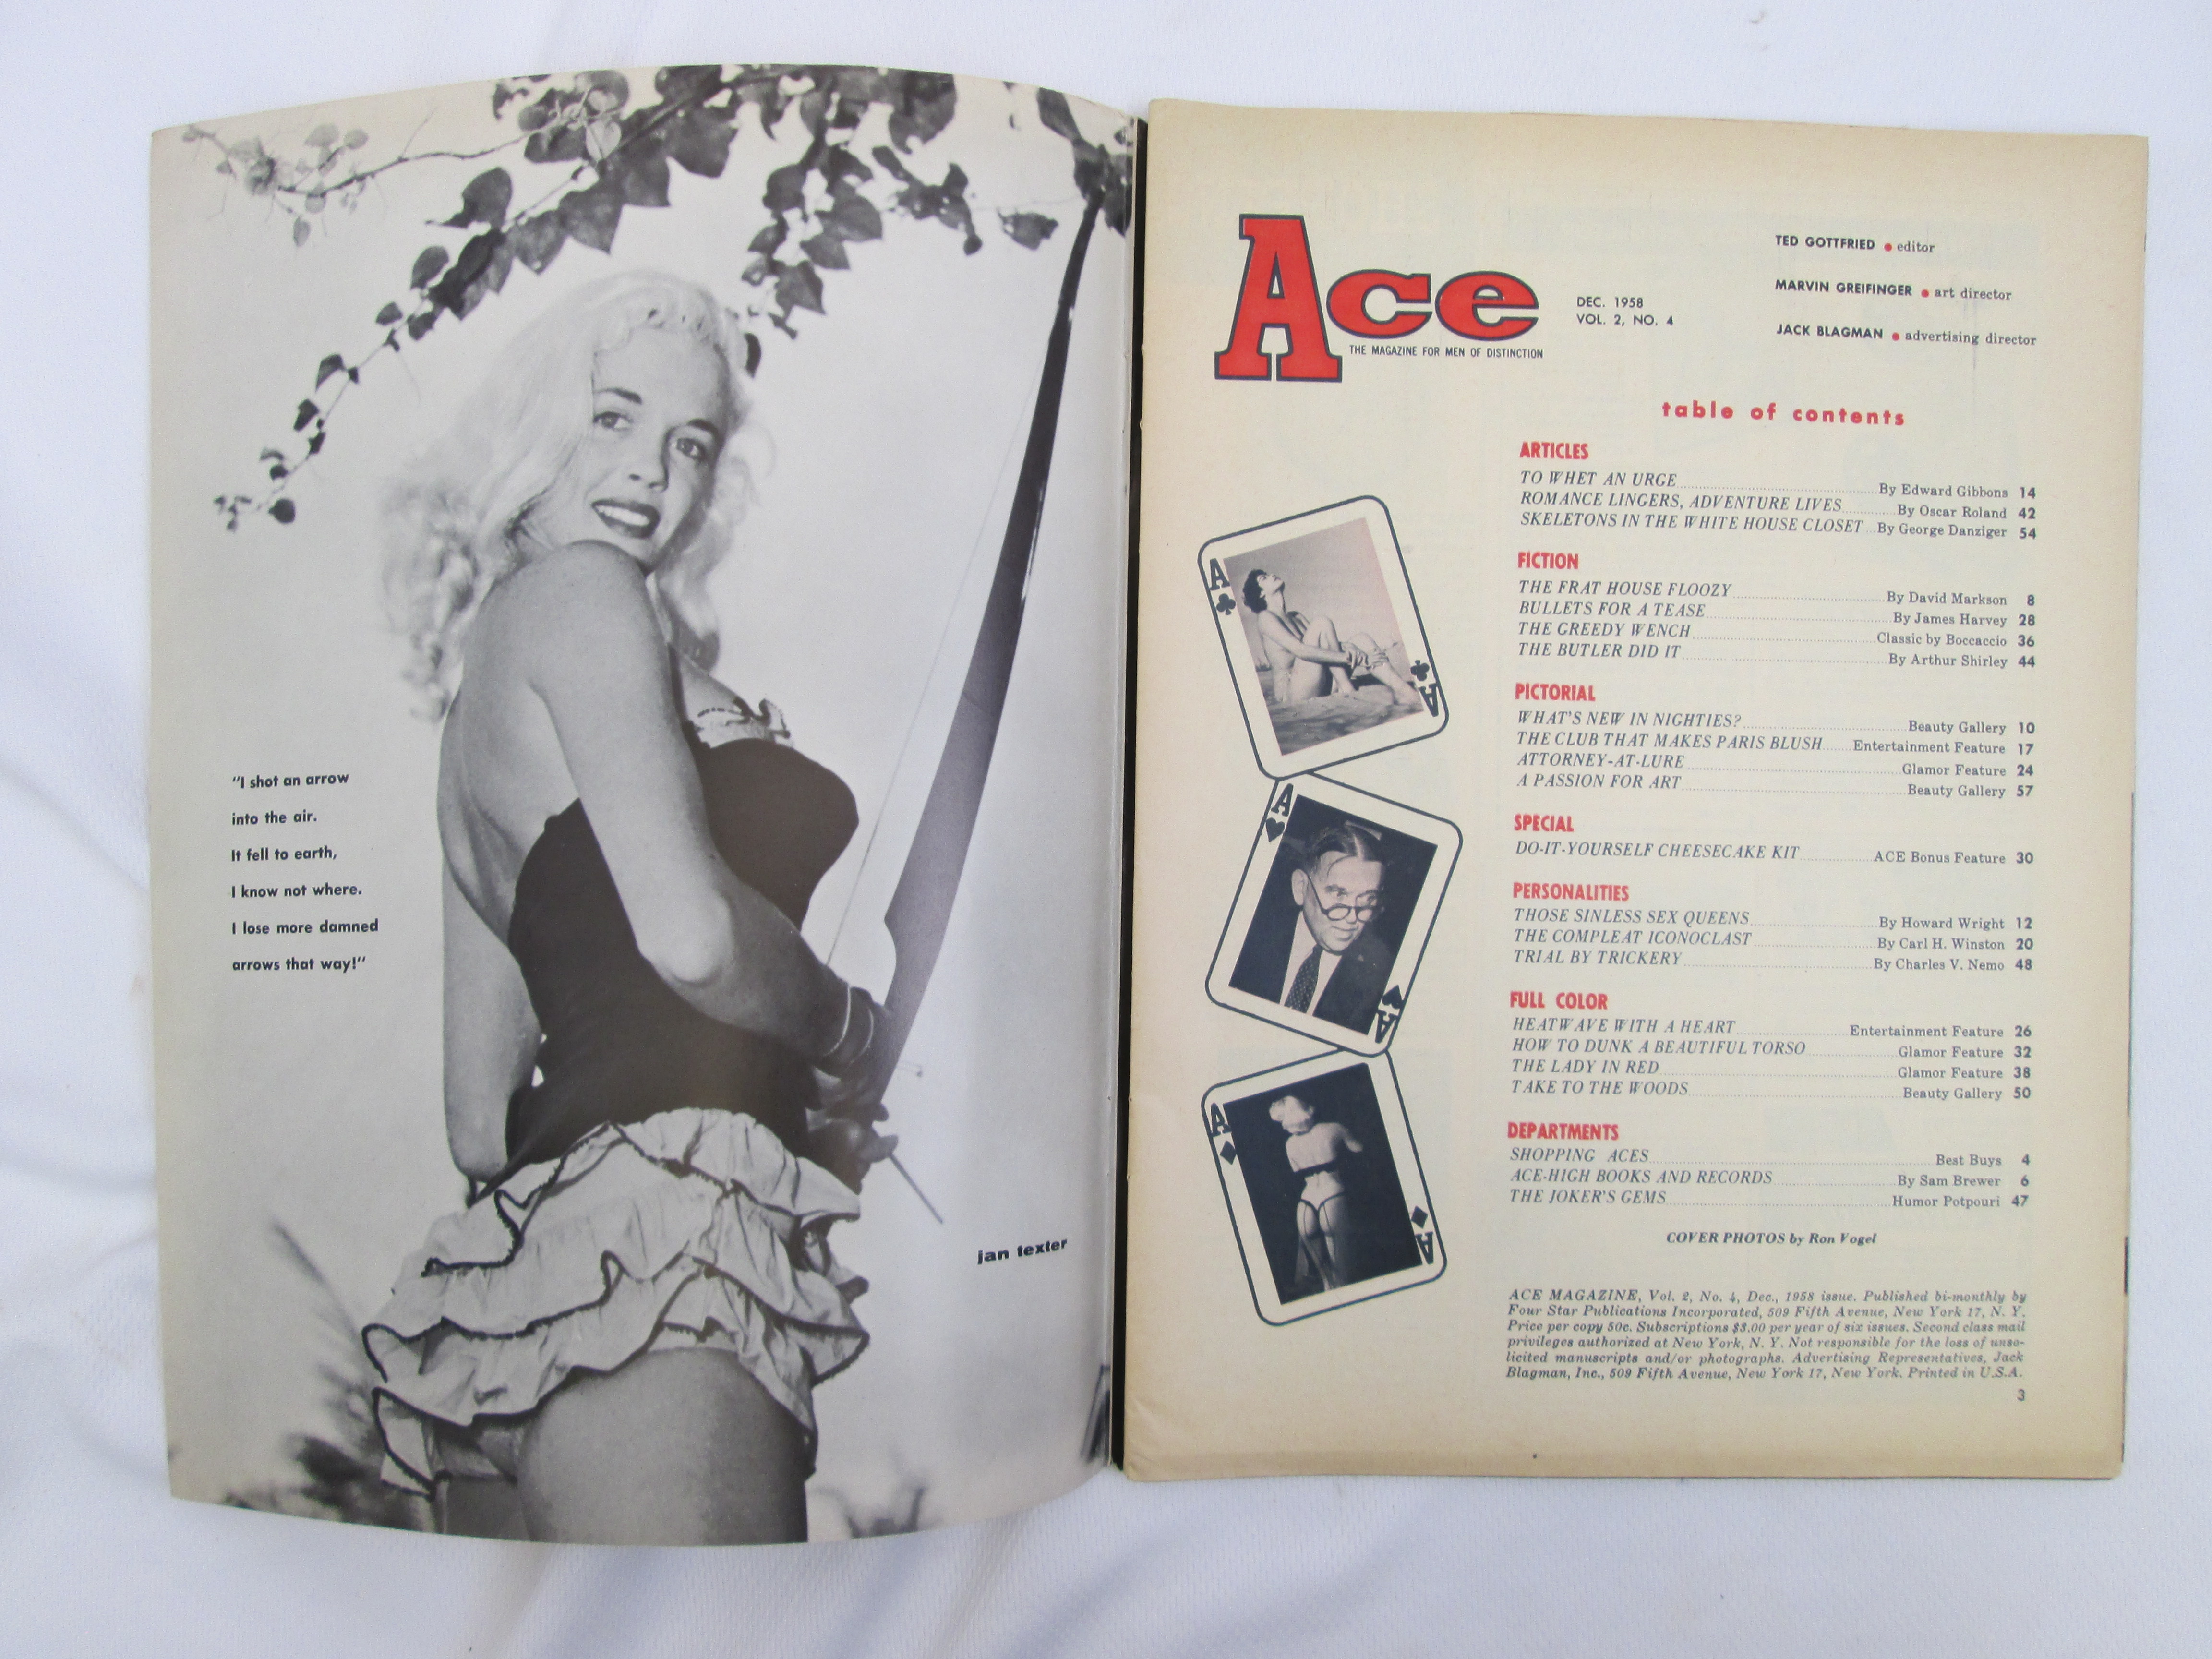 "I shot an arrow
into the air.
It fell to earth,
I know not where.
I lose more damned
arrows that way!"
jan texter
Ace
THE MAGAZINE FOR MEN OF DISTINCTION
DEC. 1958
VOL. 2, NO. 4
TED GOTTFRIED • editor
MARVIN GREIFINGER • art director
JACK BLAGMAN • advertising director
table of contents
ARTICLES
TO WHET AN URGE By Edward Gibbons 14
ROMANCE LINGERS, ADVENTURE LIVES By Oscar Roland 42
SKELETONS IN THE WHITE HOUSE CLOSET By George Danziger 54
FICTION
THE FRAT HOUSE FLOOZY By David Markson 8
BULLETS FOR A TEASE By James Harvey 28
THE GREEDY WENCH Classic by Boccaccio 36
THE BUTLER DID IT By Arthur Shirley 44
PICTORIAL
WHAT'S NEW IN NIGHTIES? Beauty Gallery 10
THE CLUB THAT MAKES PARIS BLUSH Entertainment Feature 17
ATTORNEY-AT-LURE Glamor Feature 24
A PASSION FOR ART Beauty Gallery 57
SPECIAL
DO-IT-YOURSELF CHEESECAKE KIT ACE Bonus Feature 30
PERSONALITIES
THOSE SINLESS SEX QUEENS By Howard Wright 12
THE COMPLEAT ICONOCLAST By Carl H. Winston 20
TRIAL BY TRICKERY By Charles V. Nemo 48
FULL COLOR
HEATWAVE WITH A HEART Entertainment Feature 26
HOW TO DUNK A BEAUTIFUL TORSO Glamor Feature 32
THE LADY IN RED Glamor Feature 38
TAKE TO THE WOODS Beauty Gallery 50
DEPARTMENTS
SHOPPING ACES Best Buys 4
ACE-HIGH BOOKS AND RECORDS By Sam Brewer 6
THE JOKER'S GEMS Humor Potpouri 47
COVER PHOTOS by Ron Vogel
ACE MAGAZINE, Vol. 2, No. 4, Dec., 1958 issue. Published bi-monthly by
Four Star Publications Incorporated, 509 Fifth Avenue, New York 17, N. Y.
Price per copy 50c. Subscriptions $3.00 per year of six issues. Second class mail
privileges authorized at New York, N. Y. Not responsible for the loss of unso-
licited manuscripts and/or photographs. Advertising Representatives, Jack
Blagman, Inc., 509 Fifth Avenue, New York 17, New York. Printed in U.S.A.
3
A
A
A
A
A
A